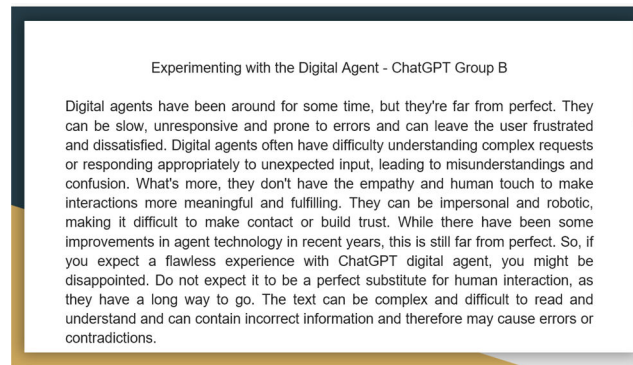 Experimenting with the Digital Agent - ChatGPT Group B
Digital agents have been around for some time, but they're far from perfect. They
can be slow, unresponsive and prone to errors and can leave the user frustrated
and dissatisfied. Digital agents often have difficulty understanding complex requests
or responding appropriately to unexpected input, leading to misunderstandings and
confusion. What's more, they don't have the empathy and human touch to make
interactions more meaningful and fulfilling. They can be impersonal and robotic,
making it difficult to make contact or build trust. While there have been some
improvements in agent technology in recent years, this is still far from perfect. So, if
you expect a flawless experience with ChatGPT digital agent, you might be
disappointed. Do not expect it to be a perfect substitute for human interaction, as
they have a long way to go. The text can be complex and difficult to read and
understand and can contain incorrect information and therefore may cause errors or
contradictions.